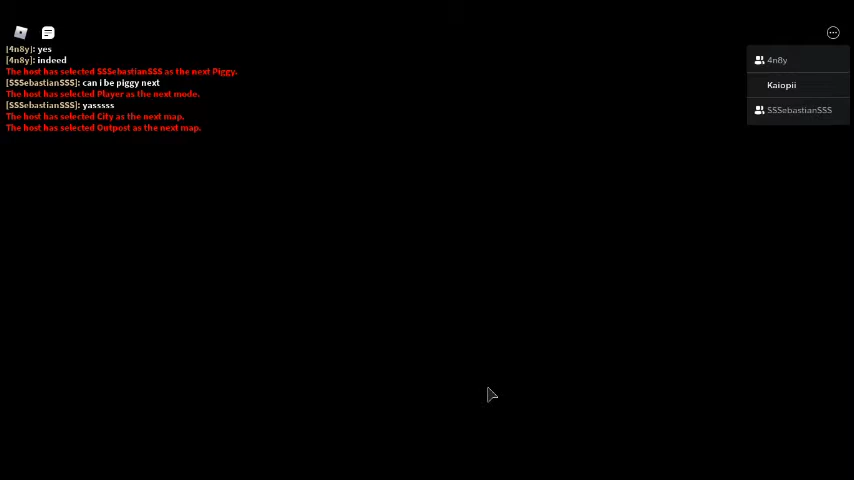 [4n8y]: yes
[4n8y]: indeed
The host has selected SSSebastianSSS as the next Piggy.
[SSSebastianSSS]: can i be piggy next
The host has selected Player as the next mode.
[SSSebastianSSS]: yasssss
The host has selected City as the next map.
The host has selected Outpost as the next map.
4n8y
Kaiopii
SSSebastianSSS